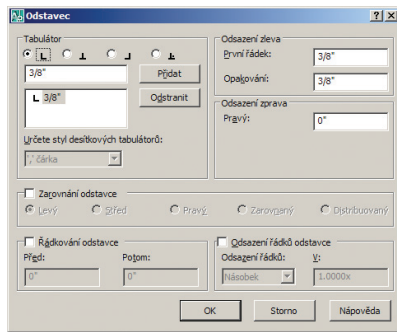 Odstavec
Tabulátor
3/8"
Přidat
3/8"
Odstranit
Určete styl desítkových tabulátorů:
',' čárka
Odsazení zleva
První řádek:
3/8"
Opakování:
3/8"
Odsazení zprava
Pravý:
0"
Zarovnání odstavce
Levý
Střed
Pravý
Zarovnaný
Distribuovaný
Řádkování odstavce
Před:
Potom:
0"
0"
Odsazení řádků odstavce
Odsazení řádků:
V:
Násobek
1.0000x
OK
Storno
Nápověda